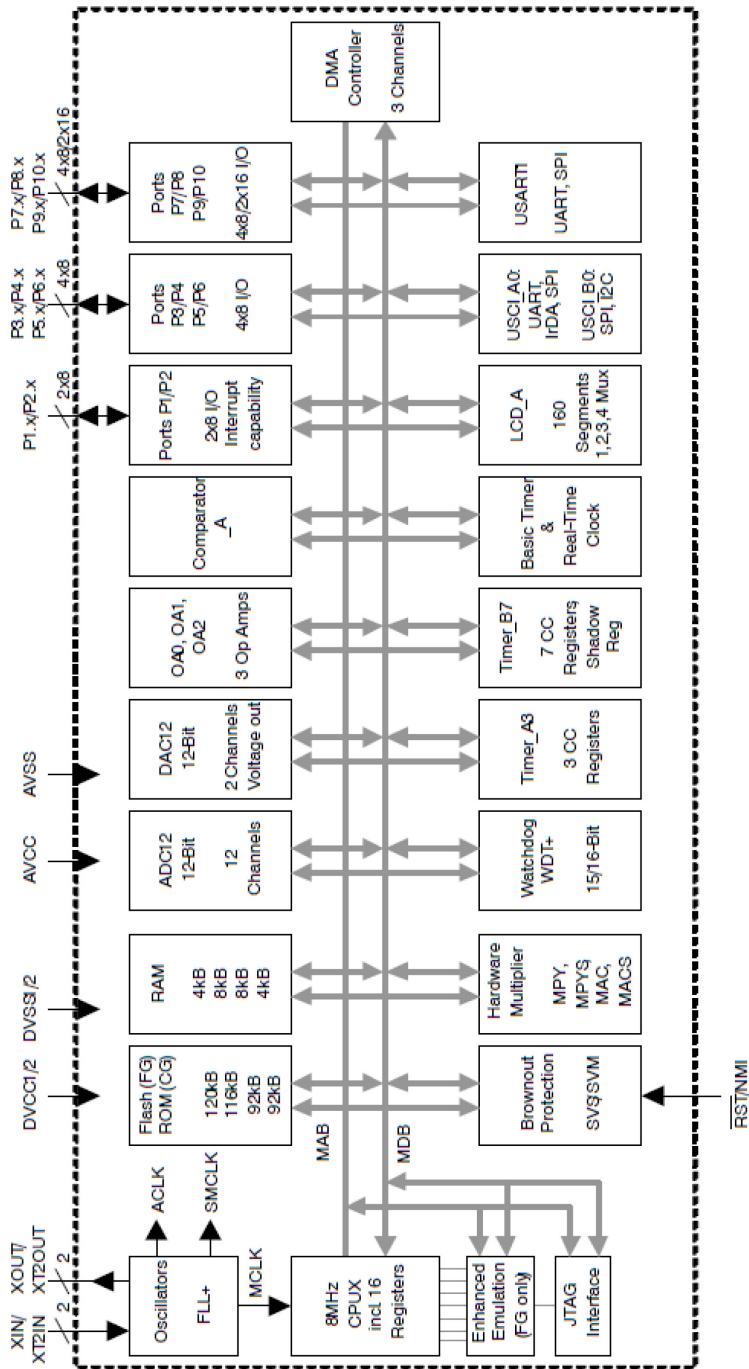 XIN/
XT2IN
2
XOUT/
XT2OUT
2
DVCC1/2
DVSS1/2
AVCC
AVSS
P1.x/P2.x
2x8
P3.x/P4.x
P5.x/P6.x
4x8
P7.x/P8.x
P9.x/P10.x
4x8/2x16
Oscillators
FLL+
ACLK
SMCLK
MCLK
Flash (FG)
ROM (CG)
120kB
116kB
92kB
92kB
RAM
4kB
8kB
8kB
4kB
ADC12
12-Bit
12
Channels
DAC12
12-Bit
2 Channels
Voltage out
OA0, OA1,
OA2
3 Op Amps
Comparator
_A
Ports P1/P2
2x8 I/O
Interrupt
capability
Ports
P3/P4
P5/P6
4x8 I/O
Ports
P7/P8
P9/P10
4x8/2x16 I/O
8MHz
CPUX
incl. 16
Registers
MAB
MDB
DMA
Controller
3 Channels
Enhanced
Emulation
(FG only)
JTAG
Interface
Brownout
Protection
SVS/SVM
Hardware
Multiplier
MPY,
MPYS,
MAC,
MACS
Watchdog
WDT+
15/16-Bit
Timer_A3
3 CC
Registers
Timer_B7
7 CC
Registers,
Shadow
Reg
Basic Timer
&
Real-Time
Clock
LCD_A
160
Segments
1,2,3,4 Mux
USCI_A0:
UART,
IrDA, SPI
USCI_B0:
SPI, I2C
USART1
UART, SPI
RST/NMI